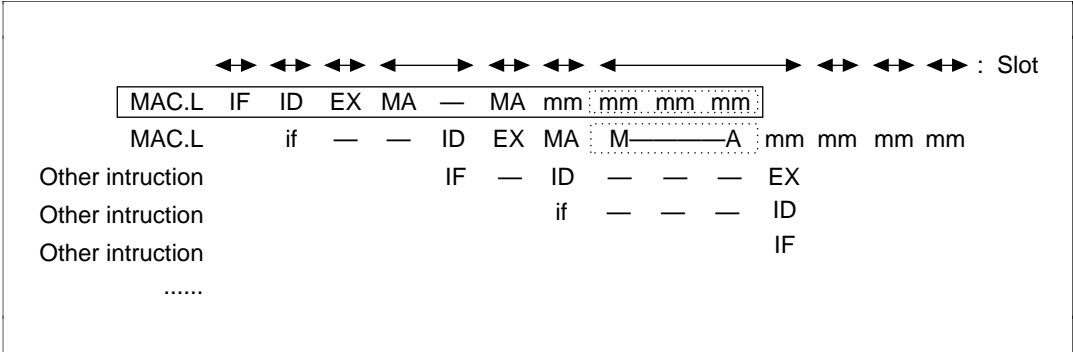 : Slot
MAC.L IF ID EX MA — MA mm mm mm mm
MAC.L if — — ID EX MA M———A mm mm mm mm
Other intruction IF — ID — — — EX
Other intruction if — — — ID
Other intruction IF
......